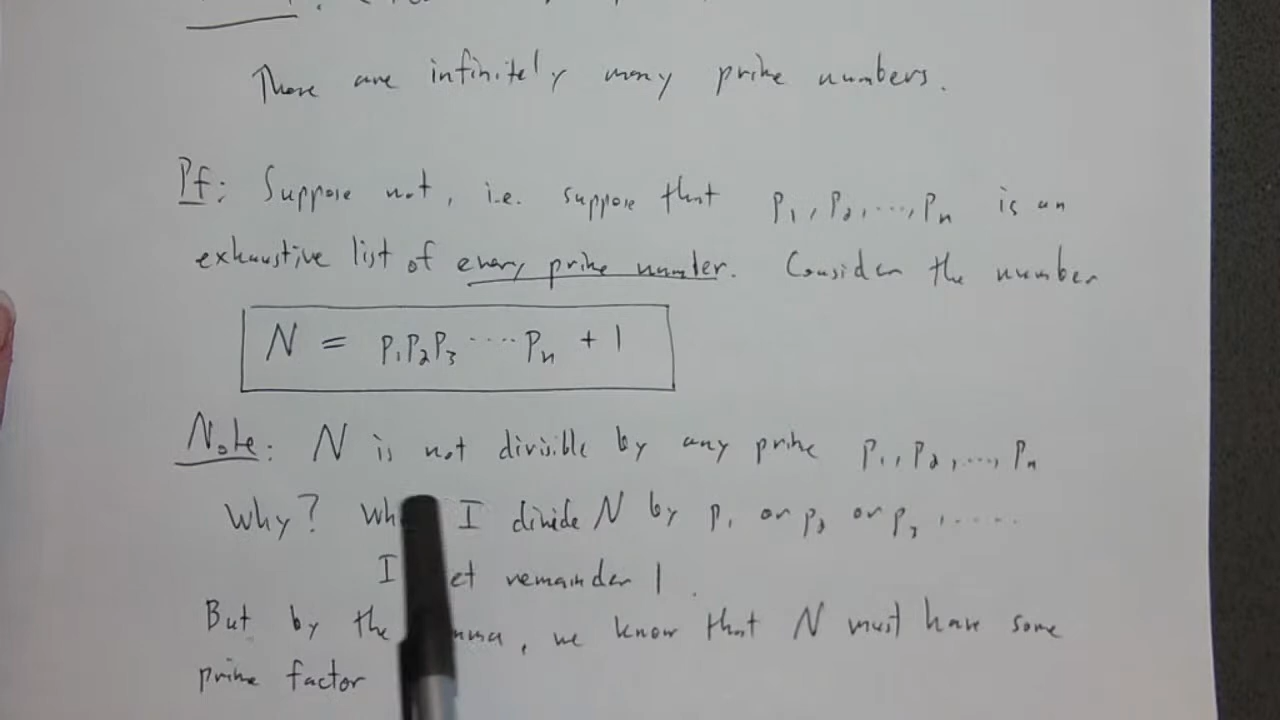 There are infinitely many prime numbers.
Pf: Suppose not, i.e. suppose that p₁, p₂, ..., pₙ is an
exhaustive list of every prime number. Consider the number
N = p₁p₂p₃ ···· pₙ + 1
Note: N is not divisible by any prime p₁, p₂, ..., pₙ
Why? I divide N by p₁ or p₂ or p₃, .....
I remainder 1.
But by the , we know that N must have some
prime factor